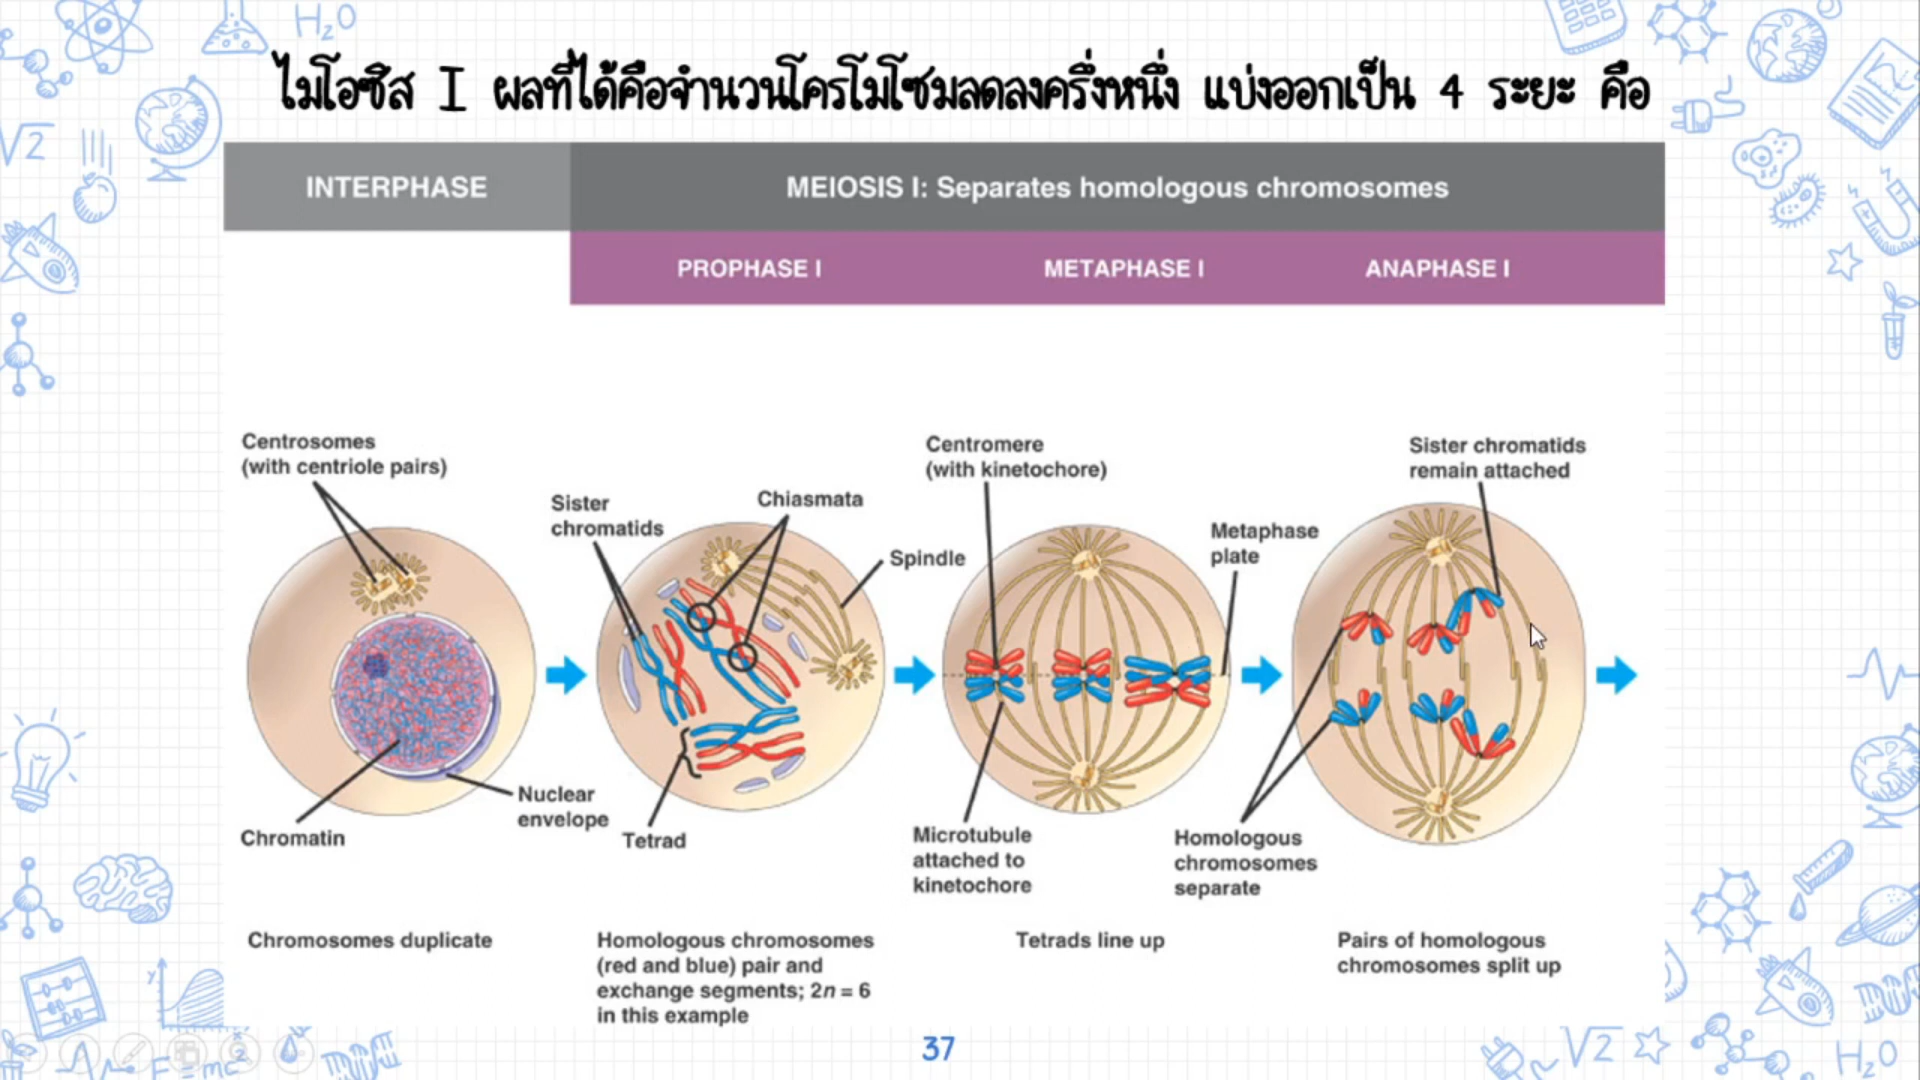 ไมโอซิส I ผลที่ได้คือจำนวนโครโมโซมลดลงครึ่งหนึ่ง แบ่งออกเป็น 4 ระยะ คือ
INTERPHASE
MEIOSIS I: Separates homologous chromosomes
PROPHASE I
METAPHASE I
ANAPHASE I
Centrosomes
(with centriole pairs)
Sister
chromatids
Chiasmata
Spindle
Centromere
(with kinetochore)
Metaphase
plate
Sister chromatids
remain attached
Nuclear
envelope
Chromatin
Tetrad
Microtubule
attached to
kinetochore
Homologous
chromosomes
separate
Chromosomes duplicate
Homologous chromosomes
(red and blue) pair and
exchange segments; 2n = 6
in this example
Tetrads line up
Pairs of homologous
chromosomes split up
37
H₂O
√2
y
E=mc²
√2
H₂O